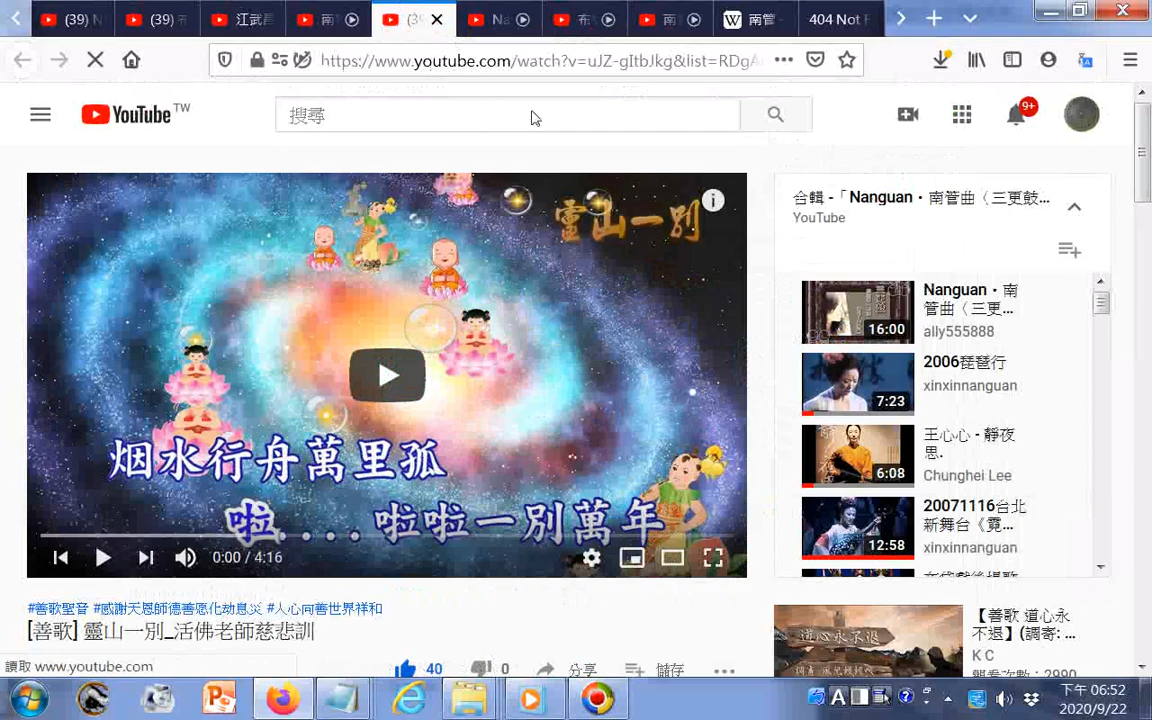 (39) N
(39)
江武昌
南
(39
Na
布
南
W 南管 -
404 Not F
https://www.youtube.com/watch?v=uJZ-gItbJkg&list=RDgA
YouTube TW
搜尋
9+
靈山一別
烟水行舟萬里孤
啦....啦啦一別萬年
0:00 / 4:16
合輯 -「Nanguan・南管曲〈三更鼓...
YouTube
Nanguan・南
管曲〈三更...
ally555888
16:00
2006琵琶行
xinxinnanguan
7:23
王心心 - 靜夜
思.
Chunghei Lee
6:08
20071116台北
新舞台《霓...
xinxinnanguan
12:58
#善歌聖音 #感謝天恩師德善愿化劫息災 #人心向善世界祥和
[善歌] 靈山一別_活佛老師慈悲訓
40
0
分享
儲存
道心永不退
【善歌 道心永
不退】(調寄: ...
K C
讀取 www.youtube.com
下午 06:52
2020/9/22